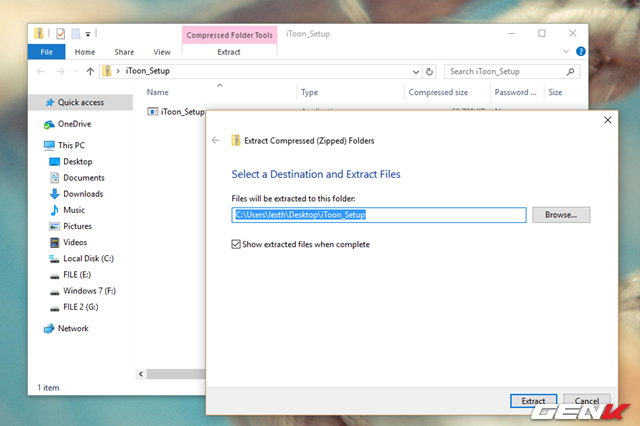 Compressed Folder Tools
iToon_Setup
File
Home
Share
View
Extract
iToon_Setup
Search iToon_Setup
Name
Type
Compressed size
Password ...
Size
Quick access
OneDrive
This PC
Desktop
Documents
Downloads
Music
Pictures
Videos
Local Disk (C:)
FILE (E:)
Windows 7 (F:)
FILE 2 (G:)
Network
iToon_Setup
1 item
Extract Compressed (Zipped) Folders
Select a Destination and Extract Files
Files will be extracted to this folder:
C:\Users\lexth\Desktop\iToon_Setup
Browse...
Show extracted files when complete
Extract
Cancel
GENK